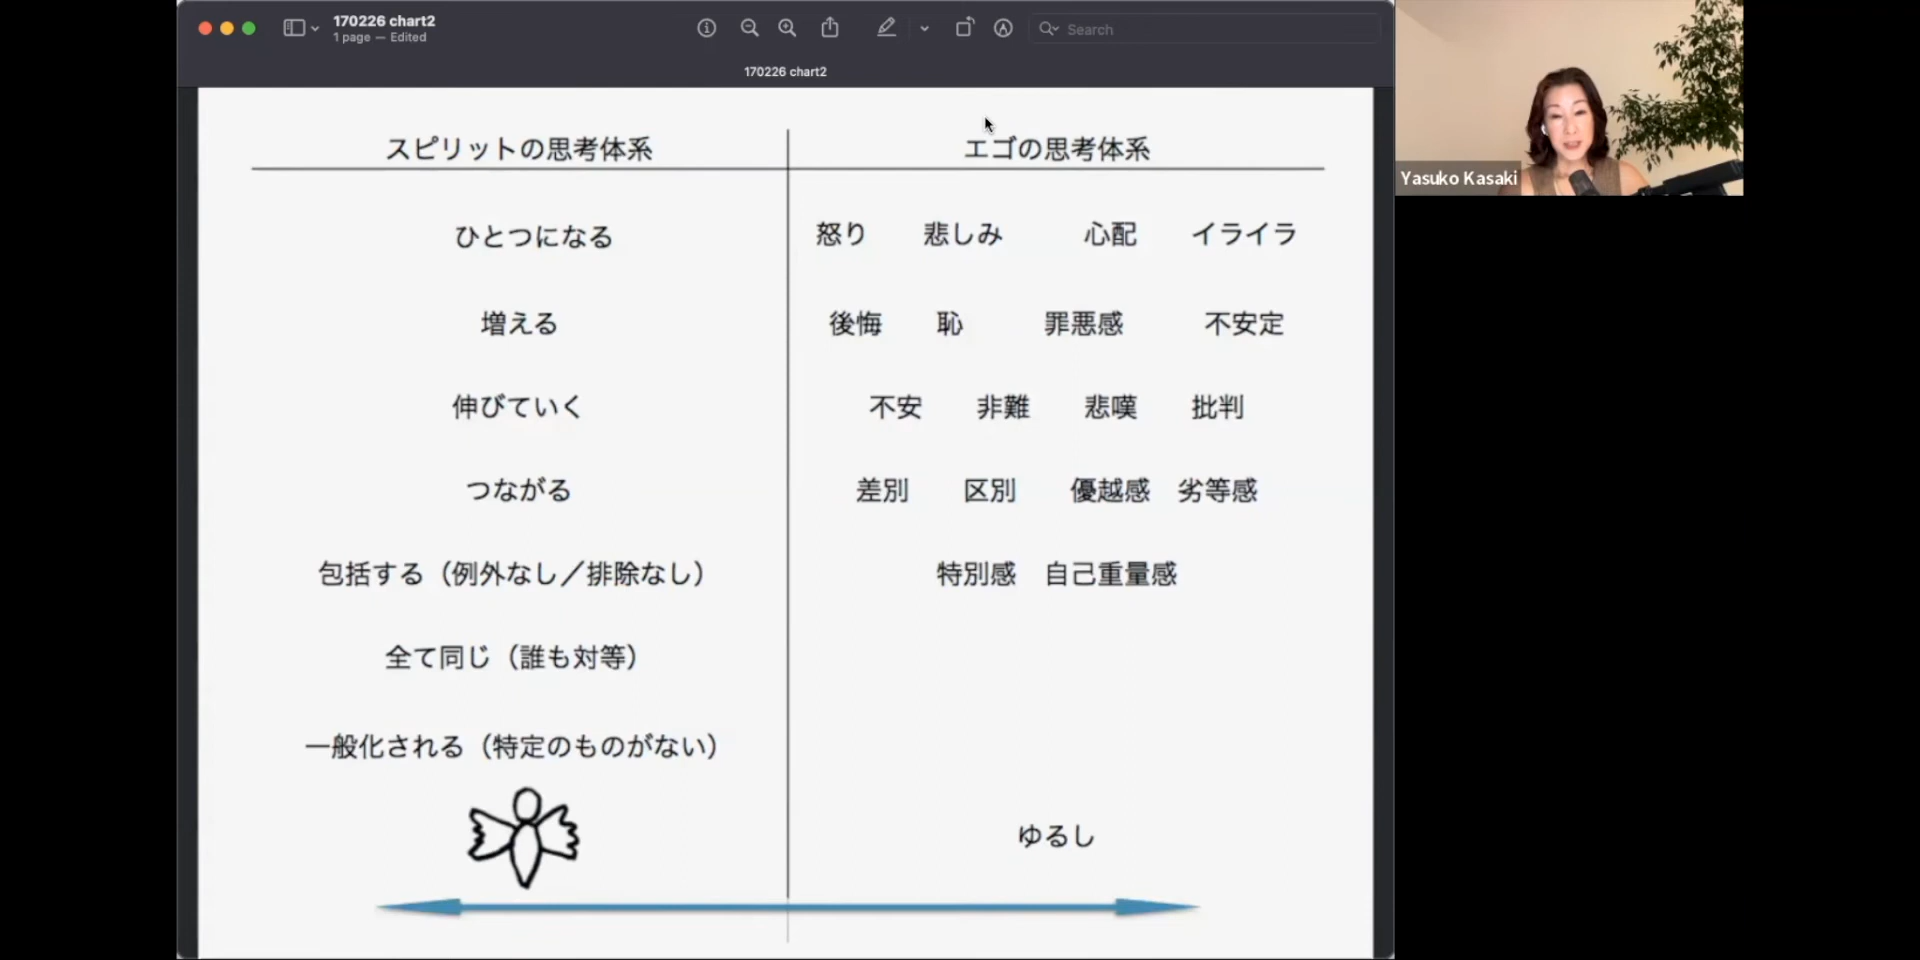 170226 chart2
1 page — Edited
Search
170226 chart2
Yasuko Kasaki
スピリットの思考体系 エゴの思考体系
ひとつになる 怒り 悲しみ 心配 イライラ
増える 後悔 恥 罪悪感 不安定
伸びていく 不安 非難 悲嘆 批判
つながる 差別 区別 優越感 劣等感
包括する（例外なし／排除なし） 特別感 自己重量感
全て同じ（誰も対等）
一般化される（特定のものがない）
ゆるし